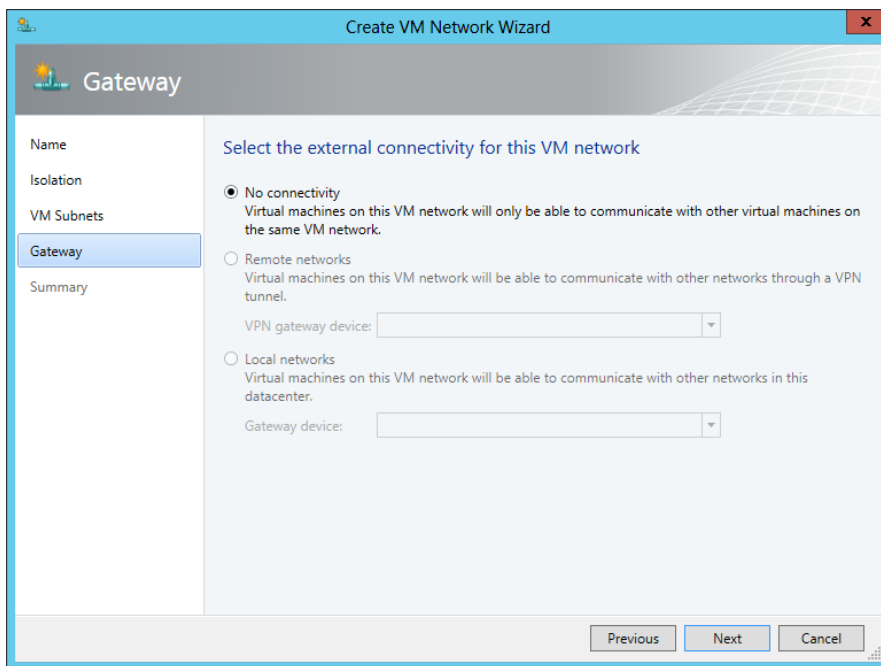 Create VM Network Wizard
x
Gateway
Name
Isolation
VM Subnets
Gateway
Summary
Select the external connectivity for this VM network
No connectivity
Virtual machines on this VM network will only be able to communicate with other virtual machines on
the same VM network.
Remote networks
Virtual machines on this VM network will be able to communicate with other networks through a VPN
tunnel.
VPN gateway device:
Local networks
Virtual machines on this VM network will be able to communicate with other networks in this
datacenter.
Gateway device:
Previous Next Cancel